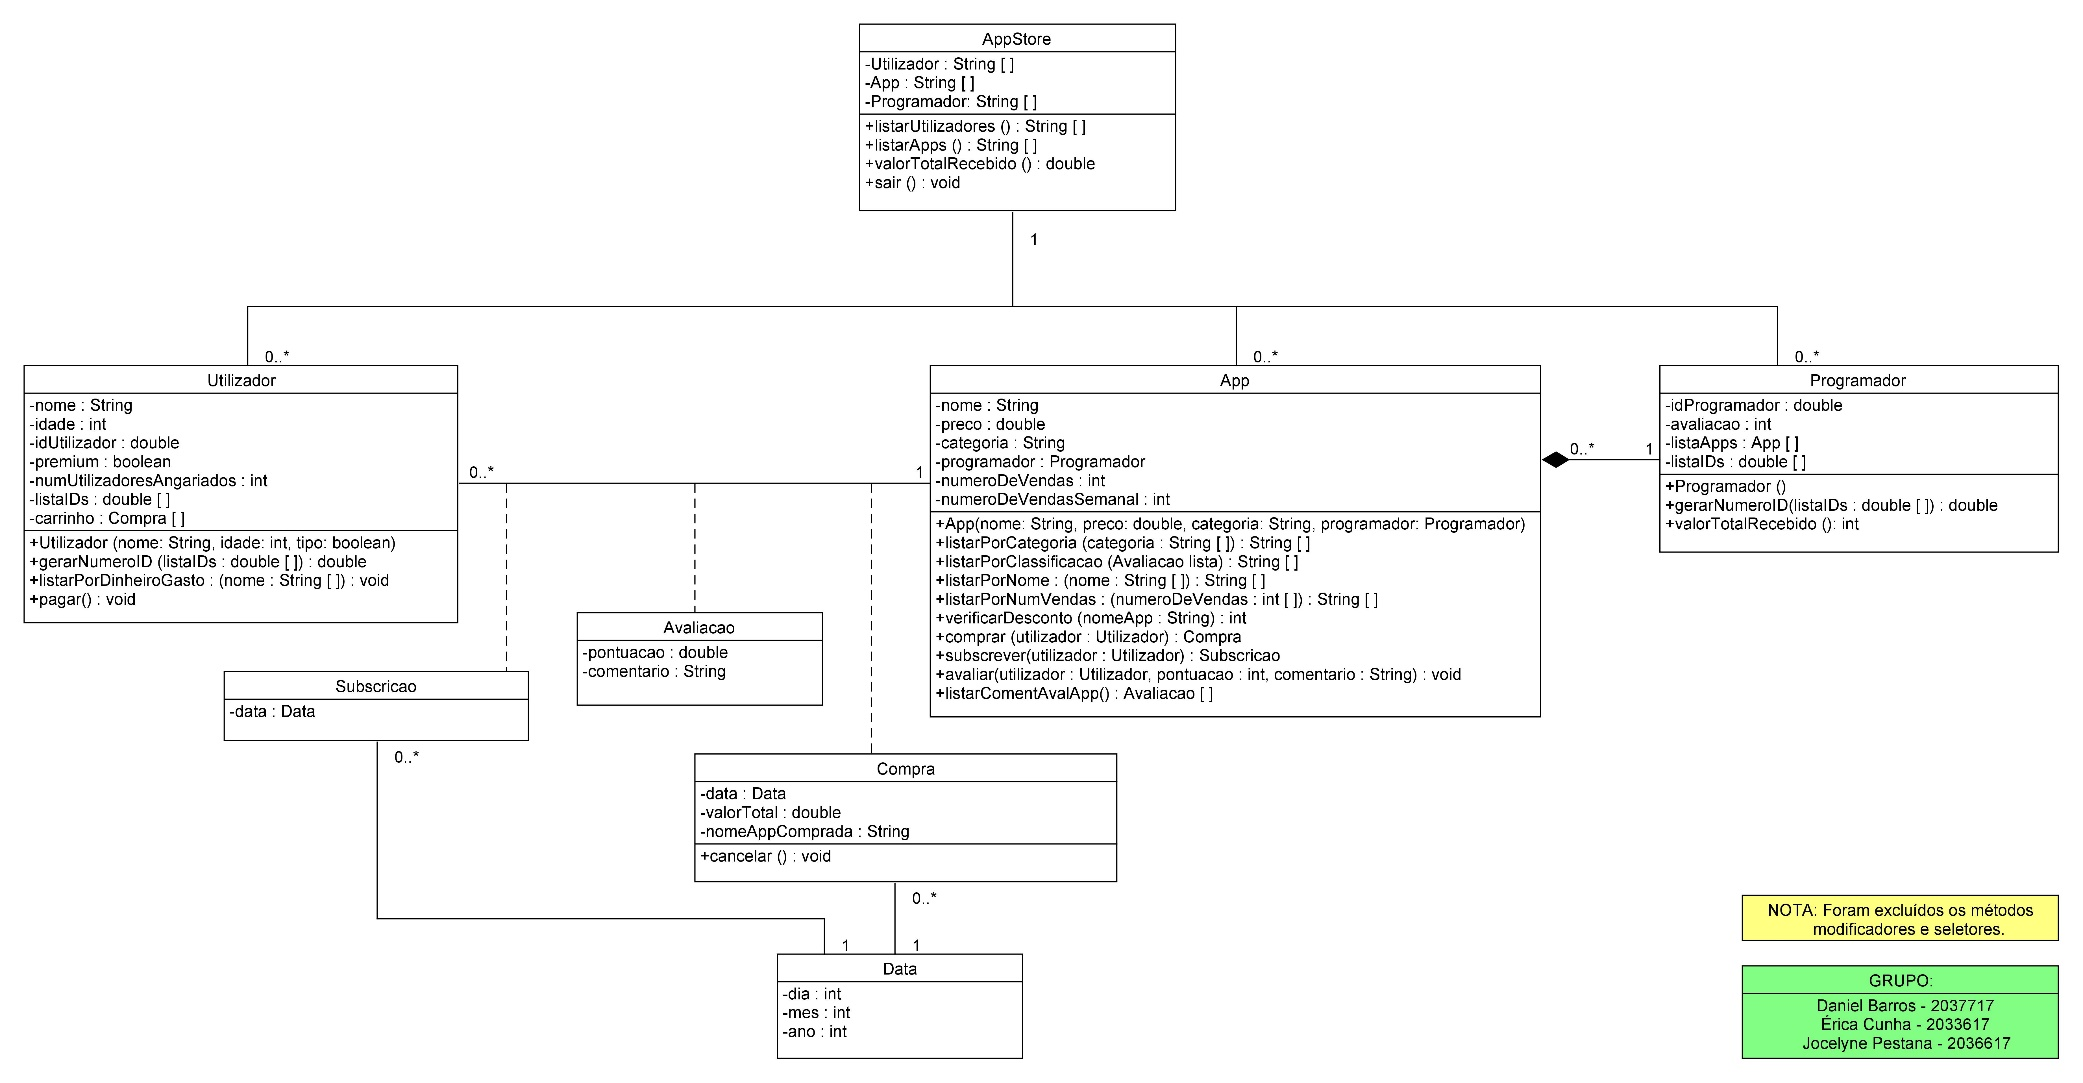 AppStore
-Utilizador : String [ ]
-App : String [ ]
-Programador: String [ ]
+listarUtilizadores () : String [ ]
+listarApps () : String [ ]
+valorTotalRecebido () : double
+sair () : void
1
0..*
0..*
0..*
Utilizador
-nome : String
-idade : int
-idUtilizador : double
-premium : boolean
-numUtilizadoresAngariados : int
-listaIDs : double [ ]
-carrinho : Compra [ ]
+Utilizador (nome: String, idade: int, tipo: boolean)
+gerarNumeroID (listaIDs : double [ ]) : double
+listarPorDinheiroGasto : (nome : String [ ]) : void
+pagar() : void
0..*
1
App
-nome : String
-preco : double
-categoria : String
-programador : Programador
-numeroDeVendas : int
-numeroDeVendasSemanal : int
+App(nome: String, preco: double, categoria: String, programador: Programador)
+listarPorCategoria (categoria : String [ ]) : String [ ]
+listarPorClassificacao (Avaliacao lista) : String [ ]
+listarPorNome : (nome : String [ ]) : String [ ]
+listarPorNumVendas : (numeroDeVendas : int [ ]) : String [ ]
+verificarDesconto (nomeApp : String) : int
+comprar (utilizador : Utilizador) : Compra
+subscrever(utilizador : Utilizador) : Subscricao
+avaliar(utilizador : Utilizador, pontuacao : int, comentario : String) : void
+listarComentAvalApp() : Avaliacao [ ]
0..*
1
Programador
-idProgramador : double
-avaliacao : int
-listaApps : App [ ]
-listaIDs : double [ ]
+Programador ()
+gerarNumeroID(listaIDs : double [ ]) : double
+valorTotalRecebido (): int
Avaliacao
-pontuacao : double
-comentario : String
Subscricao
-data : Data
0..*
Compra
-data : Data
-valorTotal : double
-nomeAppComprada : String
+cancelar () : void
0..*
1
1
Data
-dia : int
-mes : int
-ano : int
NOTA: Foram excluídos os métodos
modificadores e seletores.
GRUPO:
Daniel Barros - 2037717
Érica Cunha - 2033617
Jocelyne Pestana - 2036617